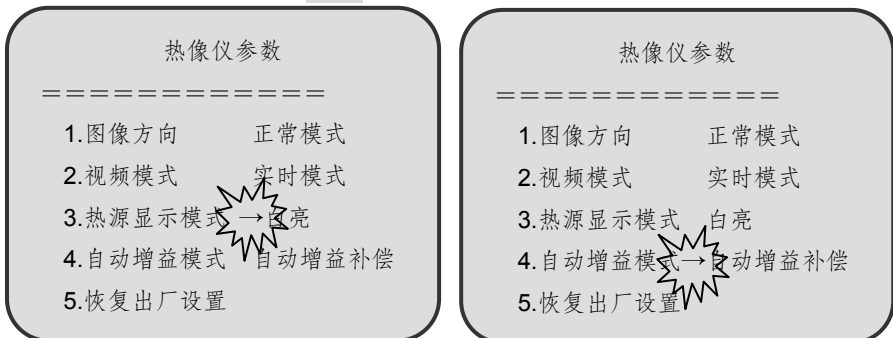 热像仪参数
＝＝＝＝＝＝＝＝＝＝＝＝
1.图像方向 正常模式
2.视频模式 实时模式
3.热源显示模式 →白亮
4.自动增益模式 自动增益补偿
5.恢复出厂设置
热像仪参数
＝＝＝＝＝＝＝＝＝＝＝＝
1.图像方向 正常模式
2.视频模式 实时模式
3.热源显示模式 白亮
4.自动增益模式→自动增益补偿
5.恢复出厂设置